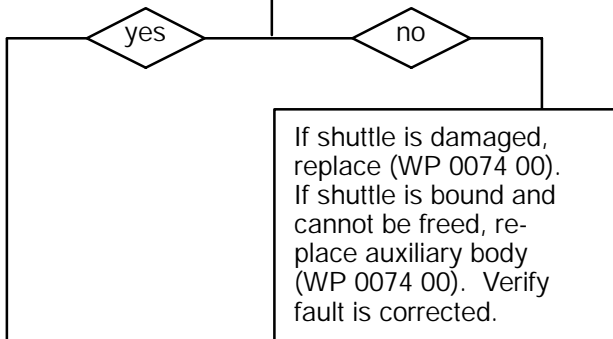 yes
no
If shuttle is damaged,
replace (WP 0074 00).
If shuttle is bound and
cannot be freed, re-
place auxiliary body
(WP 0074 00). Verify
fault is corrected.